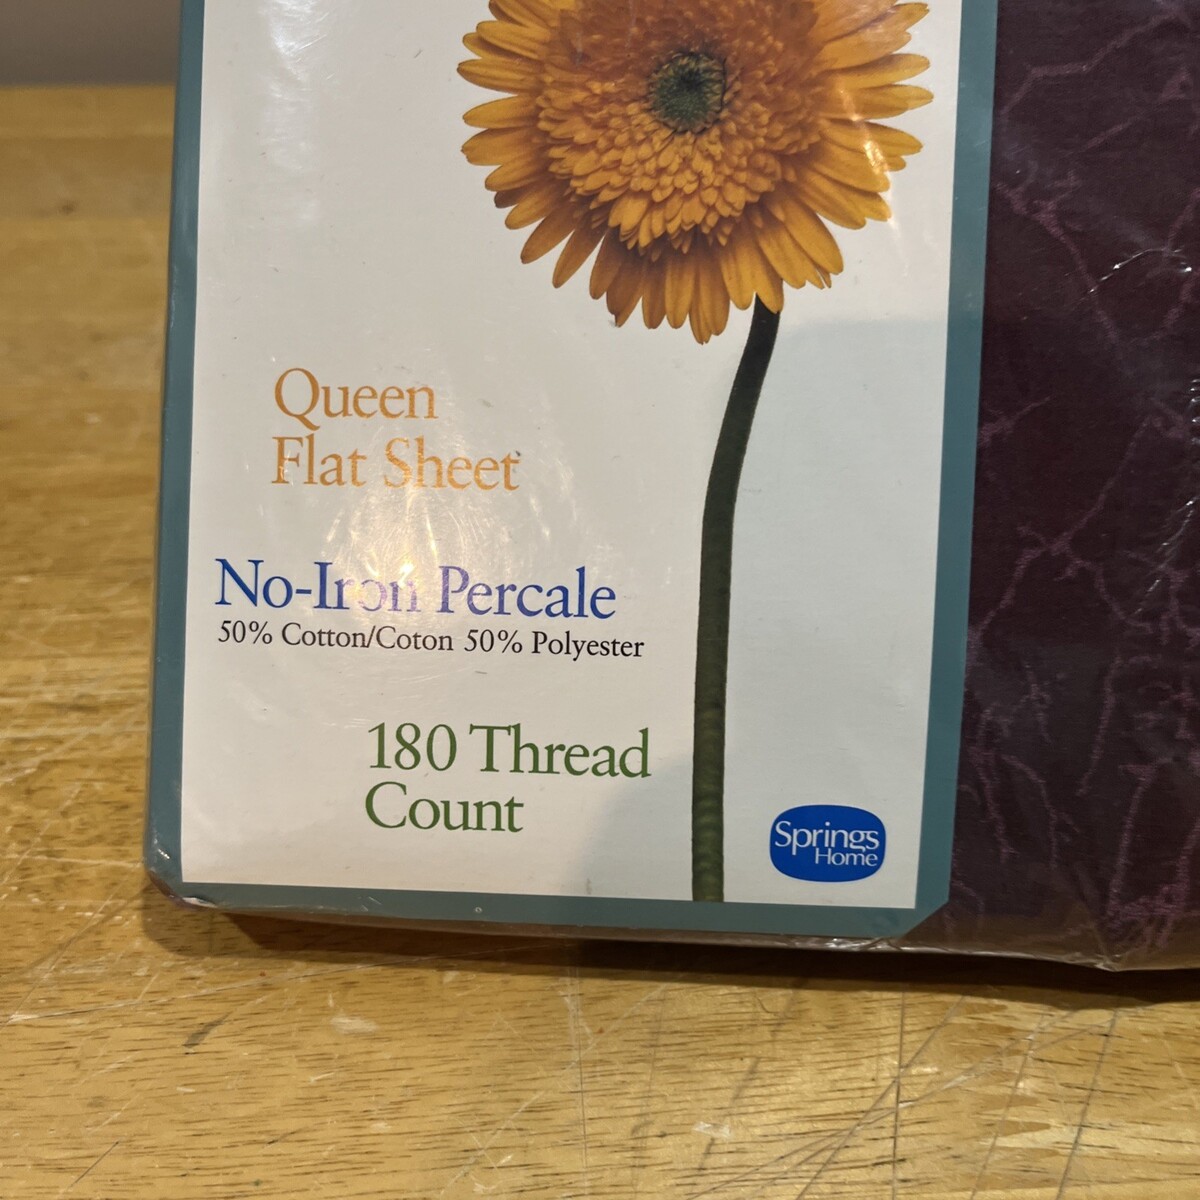 Queen
Flat Sheet
No-Iron Percale
50% Cotton/Coton 50% Polyester
180 Thread
Count
Springs
Home